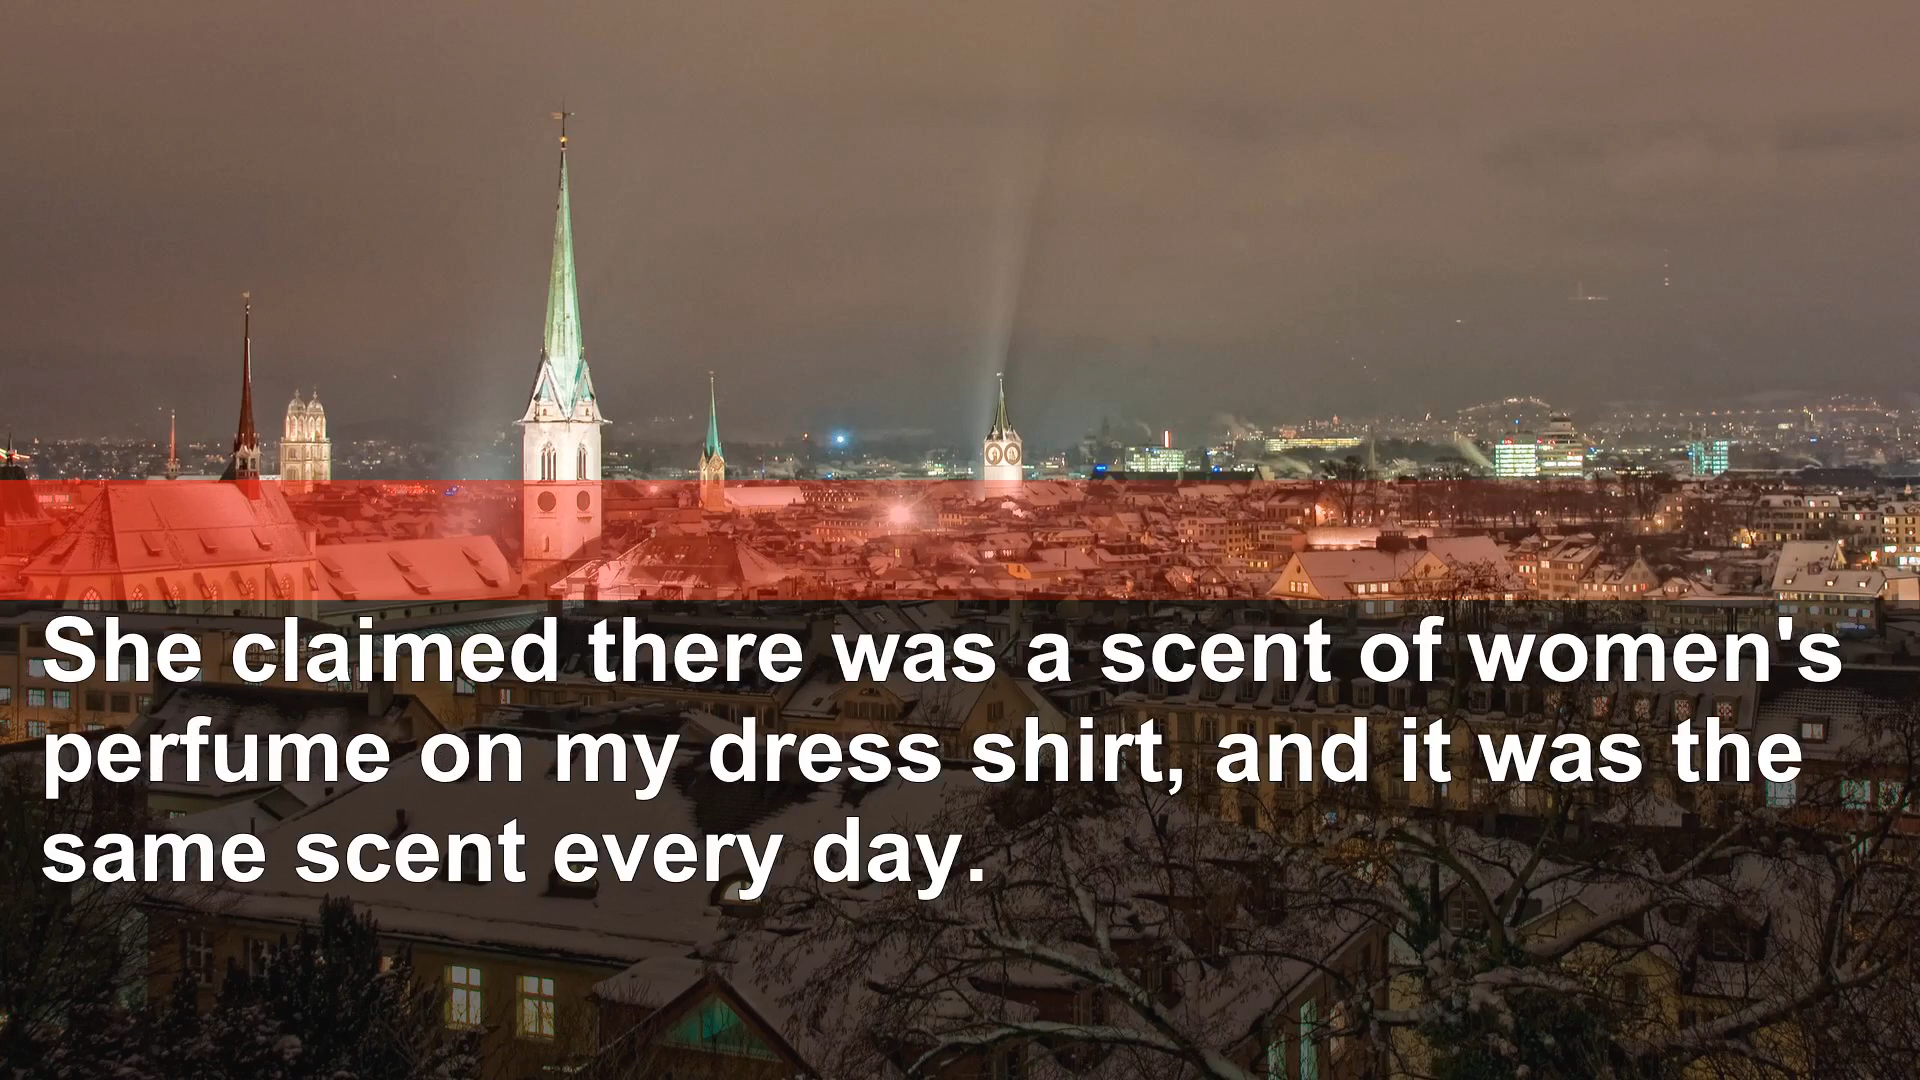 She claimed there was a scent of women's
perfume on my dress shirt, and it was the
same scent every day.